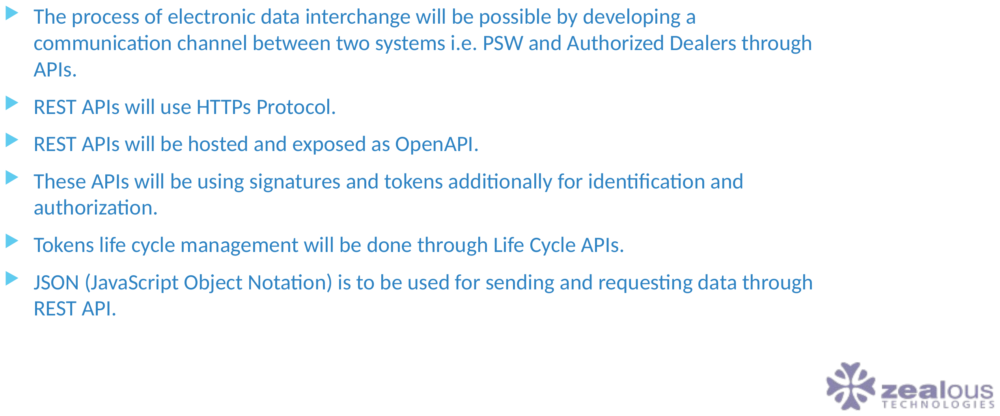 The process of electronic data interchange will be possible by developing a
communication channel between two systems i.e. PSW and Authorized Dealers through
APIs.
REST APIs will use HTTPs Protocol.
REST APIs will be hosted and exposed as OpenAPI.
These APIs will be using signatures and tokens additionally for identification and
authorization.
Tokens life cycle management will be done through Life Cycle APIs.
JSON (JavaScript Object Notation) is to be used for sending and requesting data through
REST API.
zealous
TECHNOLOGIES